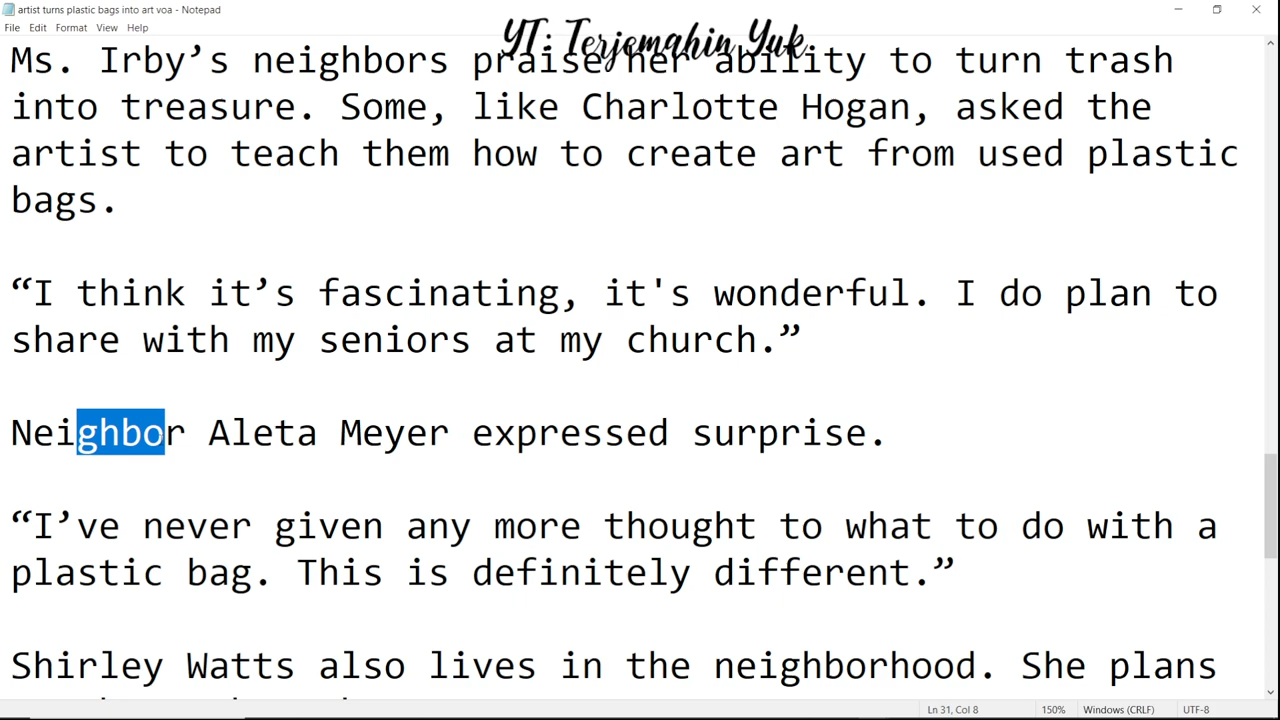 artist turns plastic bags into art voa - Notepad
File Edit Format View Help
YT: Terjemahin Yuk
Ms. Irby’s neighbors praise her ability to turn trash
into treasure. Some, like Charlotte Hogan, asked the
artist to teach them how to create art from used plastic
bags.
“I think it’s fascinating, it's wonderful. I do plan to
share with my seniors at my church.”
Neighbor Aleta Meyer expressed surprise.
“I’ve never given any more thought to what to do with a
plastic bag. This is definitely different.”
Shirley Watts also lives in the neighborhood. She plans
Ln 31, Col 8 150% Windows (CRLF) UTF-8